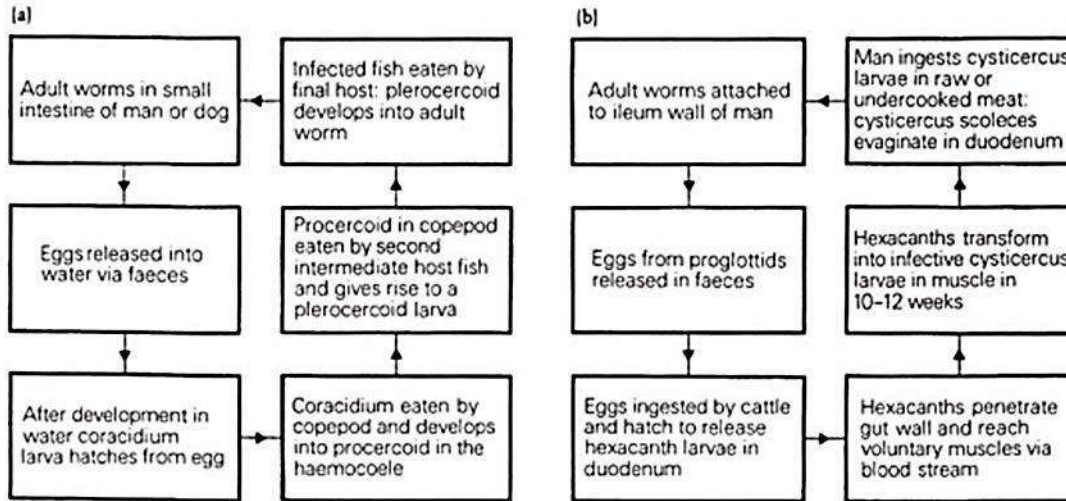 (a)
Adult worms in small
intestine of man or dog
Infected fish eaten by
final host: plerocercoid
develops into adult
worm
Eggs released into
water via faeces
Procercoid in copepod
eaten by second
intermediate host fish
and gives rise to a
plerocercoid larva
After development in
water coracidium
larva hatches from egg
Coracidium eaten by
copepod and develops
into procercoid in the
haemocoele
(b)
Adult worms attached
to ileum wall of man
Man ingests cysticercus
larvae in raw or
undercooked meat:
cysticercus scoleces
evaginate in duodenum
Eggs from proglottids
released in faeces
Hexacanths transform
into infective cysticercus
larvae in muscle in
10–12 weeks
Eggs ingested by cattle
and hatch to release
hexacanth larvae in
duodenum
Hexacanths penetrate
gut wall and reach
voluntary muscles via
blood stream